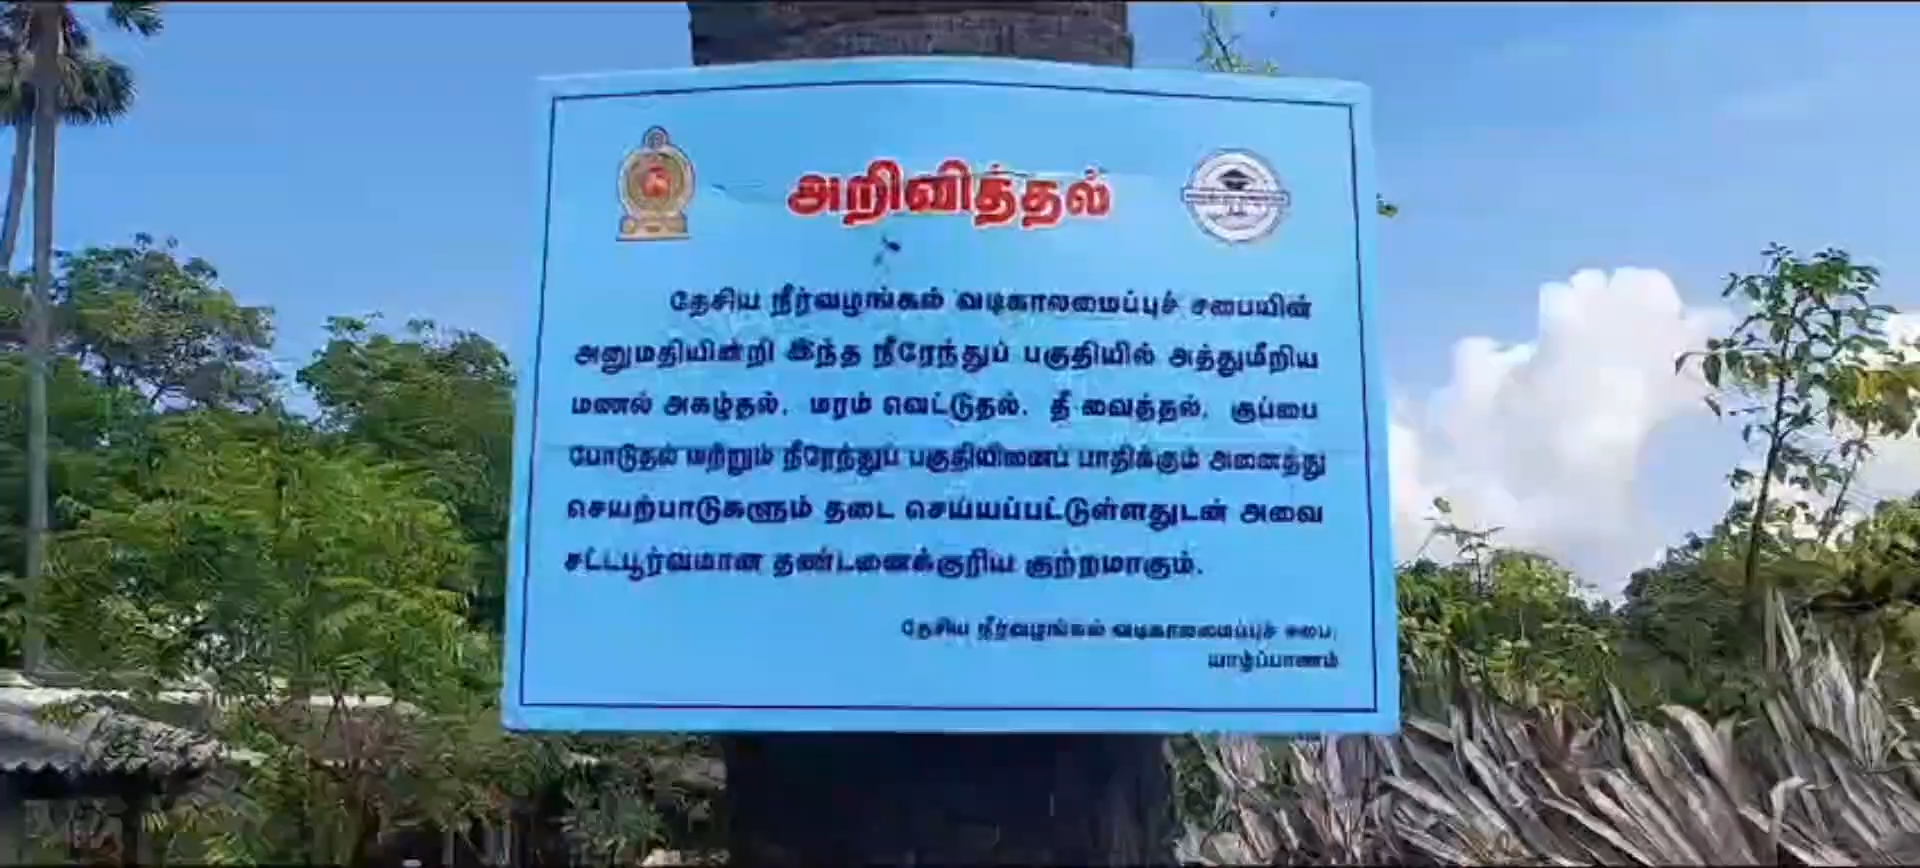 அறிவித்தல்
தேசிய நீர்வழங்கல் வடிகாலமைப்புச் சபையின்
அனுமதியின்றி இந்த நீரேந்துப் பகுதியில் அத்துமீறிய
மணல் அகழ்தல், மரம் வெட்டுதல், தீ வைத்தல், குப்பை
போடுதல் மற்றும் நீரேந்துப் பகுதியினைப் பாதிக்கும் அனைத்து
செயற்பாடுகளும் தடை செய்யப்பட்டுள்ளதுடன் அவை
சட்டபூர்வமான தண்டனைக்குரிய குற்றமாகும்.
தேசிய நீர்வழங்கல் வடிகாலமைப்புச் சபை,
யாழ்ப்பாணம்